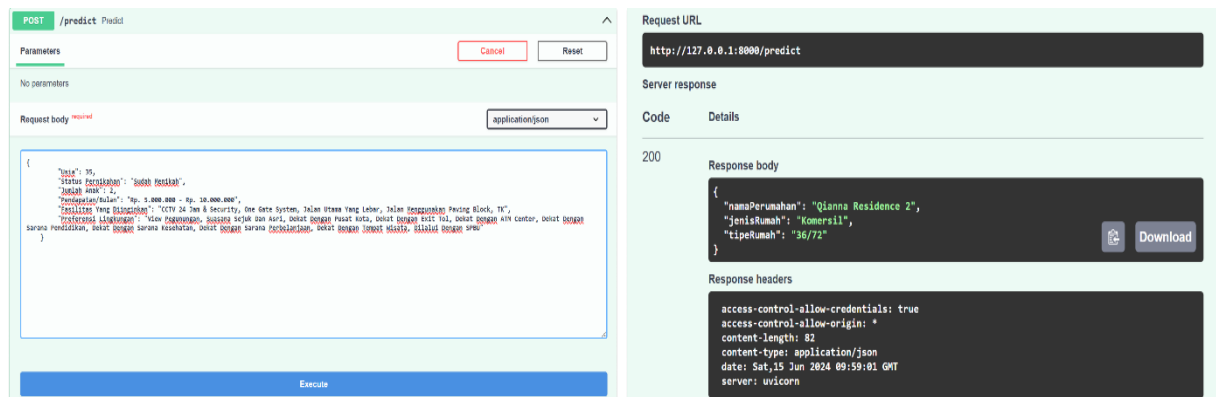 POST /predict Predict
Parameters
Cancel
Reset
No parameters
Request body required
application/json
{
"Usia": 35,
"Status Pernikahan": "Sudah Menikah",
"Jumlah Anak": 2,
"Pendapatan/Bulan": "Rp. 5.000.000 - Rp. 10.000.000",
"Fasilitas Yang Diinginkan": "CCTV 24 Jam & Security, One Gate System, Jalan Utama Yang Lebar, Jalan Menggunakan Paving Block, TK",
"Preferensi Lingkungan": "View Pegunungan, Suasana Sejuk Dan Asri, Dekat Dengan Pusat Kota, Dekat Dengan Exit Tol, Dekat Dengan ATM Center, Dekat Dengan
Sarana Pendidikan, Dekat Dengan Sarana Kesehatan, Dekat Dengan Sarana Perbelanjaan, Dekat Dengan Tempat Wisata, Dilalui Dengan SPBU"
}
Execute
Request URL
http://127.0.0.1:8000/predict
Server response
Code Details
200
Response body
{
"namaPerumahan": "Qianna Residence 2",
"jenisRumah": "Komersil",
"tipeRumah": "36/72"
}
Download
Response headers
access-control-allow-credentials: true
access-control-allow-origin: *
content-length: 82
content-type: application/json
date: Sat,15 Jun 2024 09:59:01 GMT
server: uvicorn